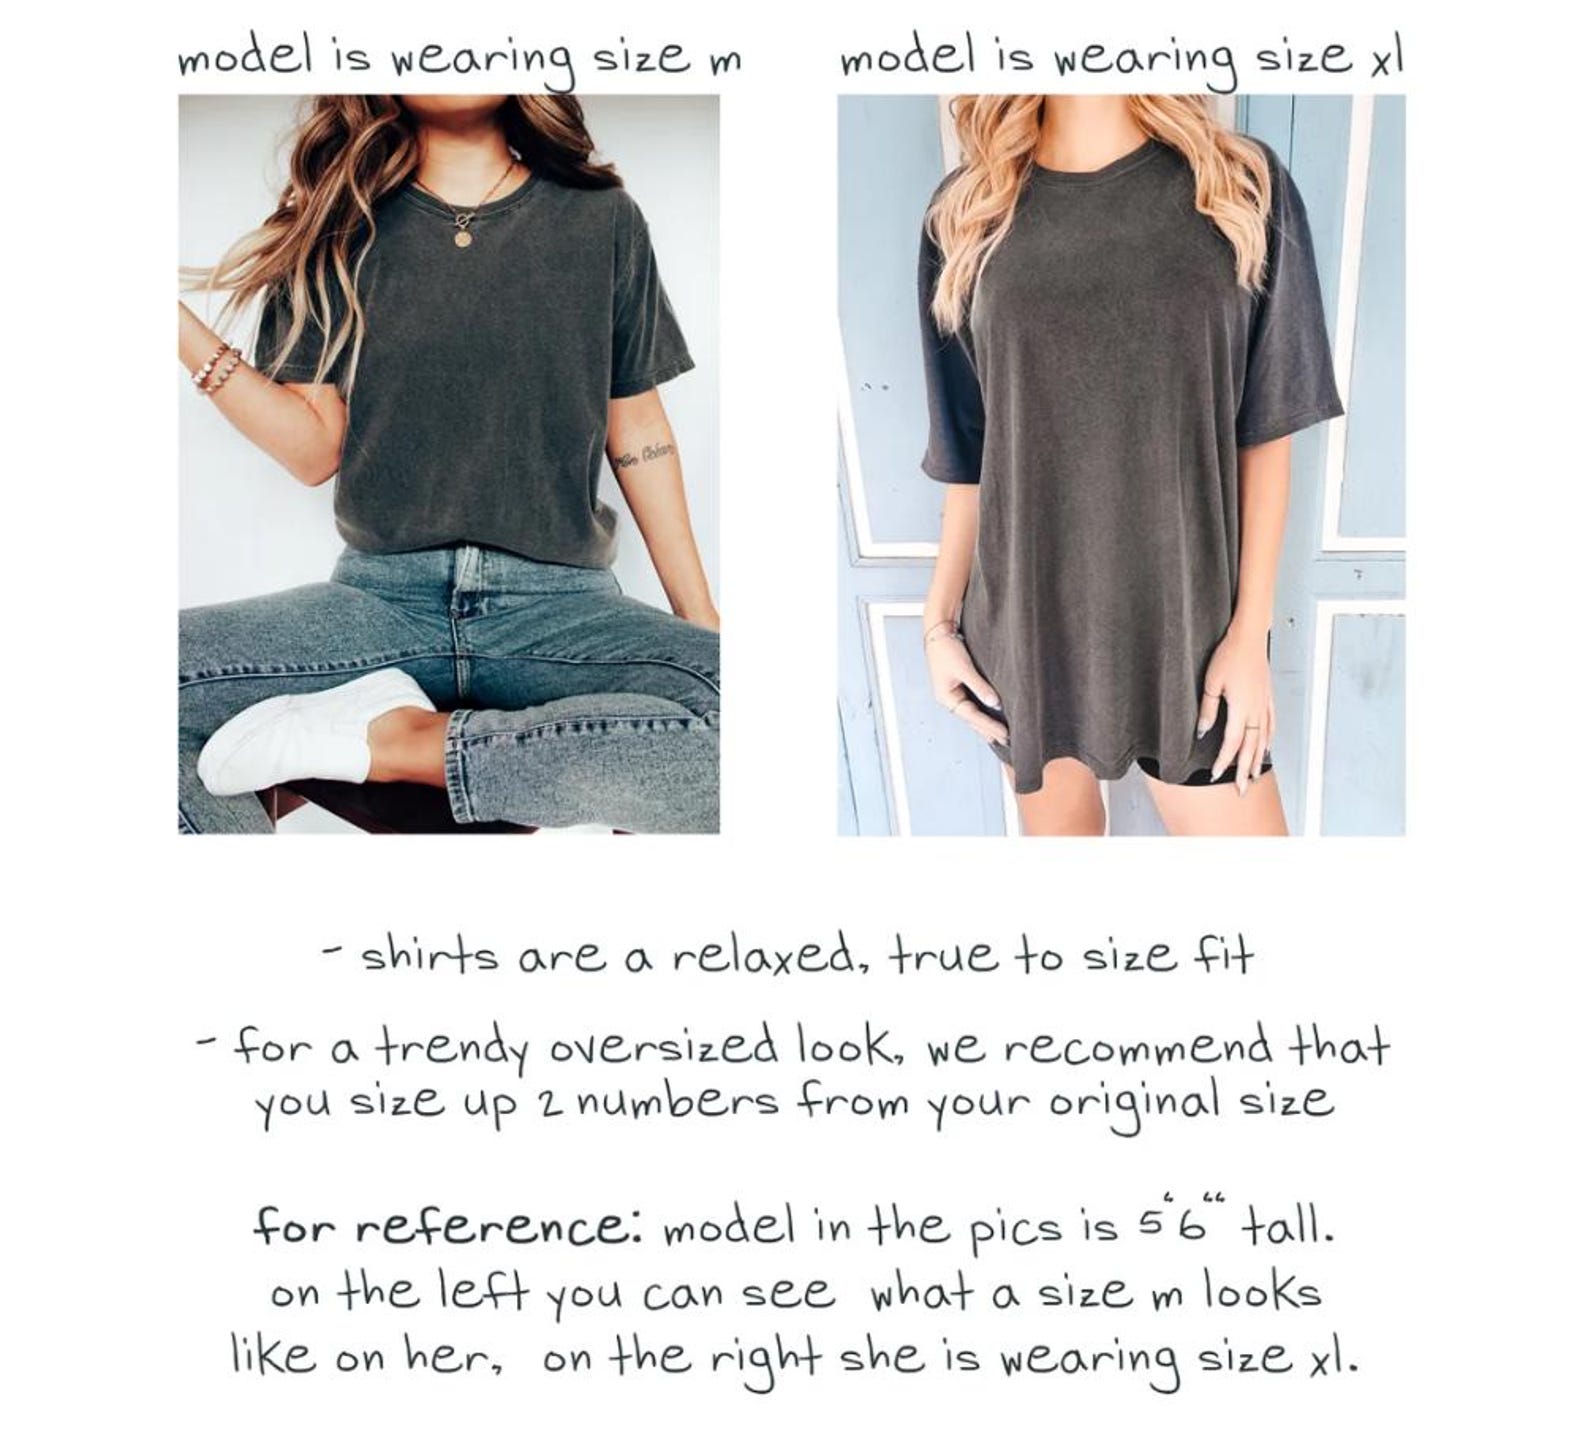 model is wearing size m
model is wearing size xl
- shirts are a relaxed, true to size fit
- for a trendy oversized look, we recommend that
you size up 2 numbers from your original size
for reference: model in the pics is 5“6“ tall.
on the left you can see what a size m looks
like on her, on the right she is wearing size xl.